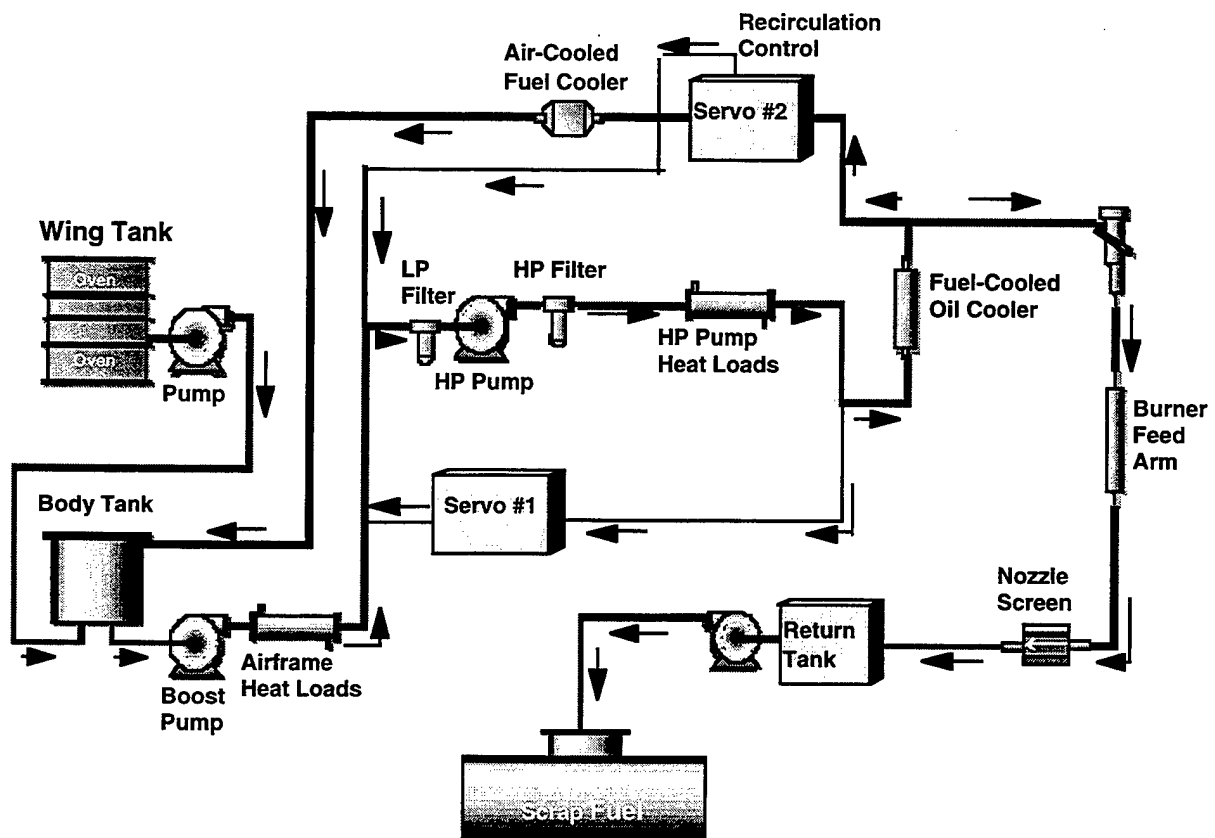 Recirculation
Control
Air-Cooled
Fuel Cooler
Servo #2
Wing Tank
Oven
Oven
Pump
LP
Filter
HP Filter
HP Pump
HP Pump
Heat Loads
Fuel-Cooled
Oil Cooler
Burner
Feed
Arm
Body Tank
Servo #1
Boost
Pump
Airframe
Heat Loads
Nozzle
Screen
Return
Tank
Scrap Fuel